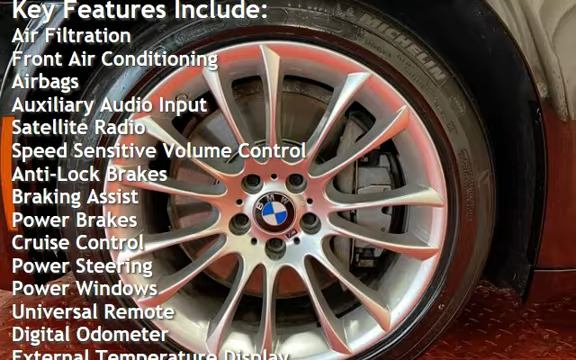 Key Features Include:
Air Filtration
Front Air Conditioning
Airbags
Auxiliary Audio Input
Satellite Radio
Speed Sensitive Volume Control
Anti-Lock Brakes
Braking Assist
Power Brakes
Cruise Control
Power Steering
Power Windows
Universal Remote
Digital Odometer
External Temperature Display
MICHELIN
BMW